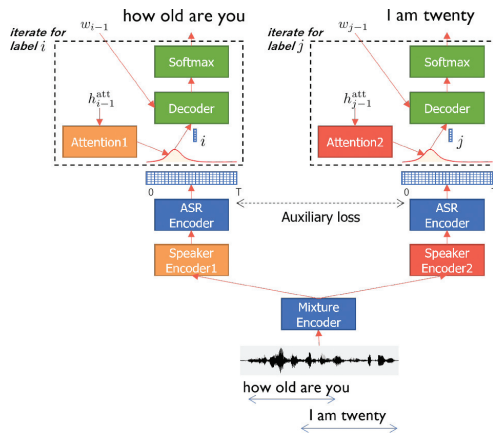 how old are you
I am twenty
iterate for
label i
w_{i-1}
Softmax
h_{i-1}^{att}
Decoder
Attention1
i
0 T
ASR
Encoder
Speaker
Encoder1
iterate for
label j
w_{j-1}
Softmax
h_{j-1}^{att}
Decoder
Attention2
j
0 T
ASR
Encoder
Speaker
Encoder2
Auxiliary loss
Mixture
Encoder
how old are you
I am twenty